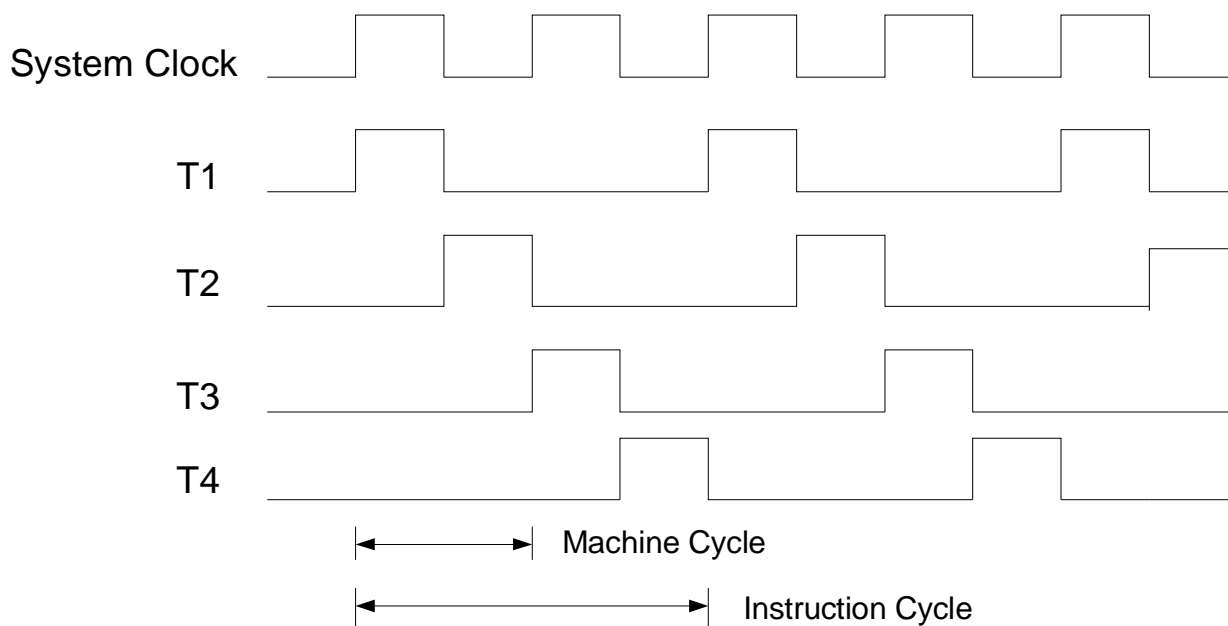 System Clock
T1
T2
T3
T4
Machine Cycle
Instruction Cycle